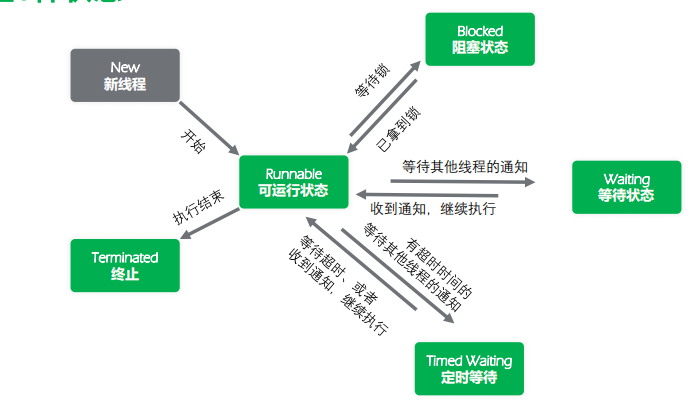 Blocked
阻塞状态
New
新线程
等待锁
已拿到锁
开始
等待其他线程的通知
Runnable
可运行状态
Waiting
等待状态
收到通知，继续执行
执行结束
有超时时间的
等待其他线程的通知
等待超时、或者
收到通知，继续执行
Terminated
终止
Timed Waiting
定时等待